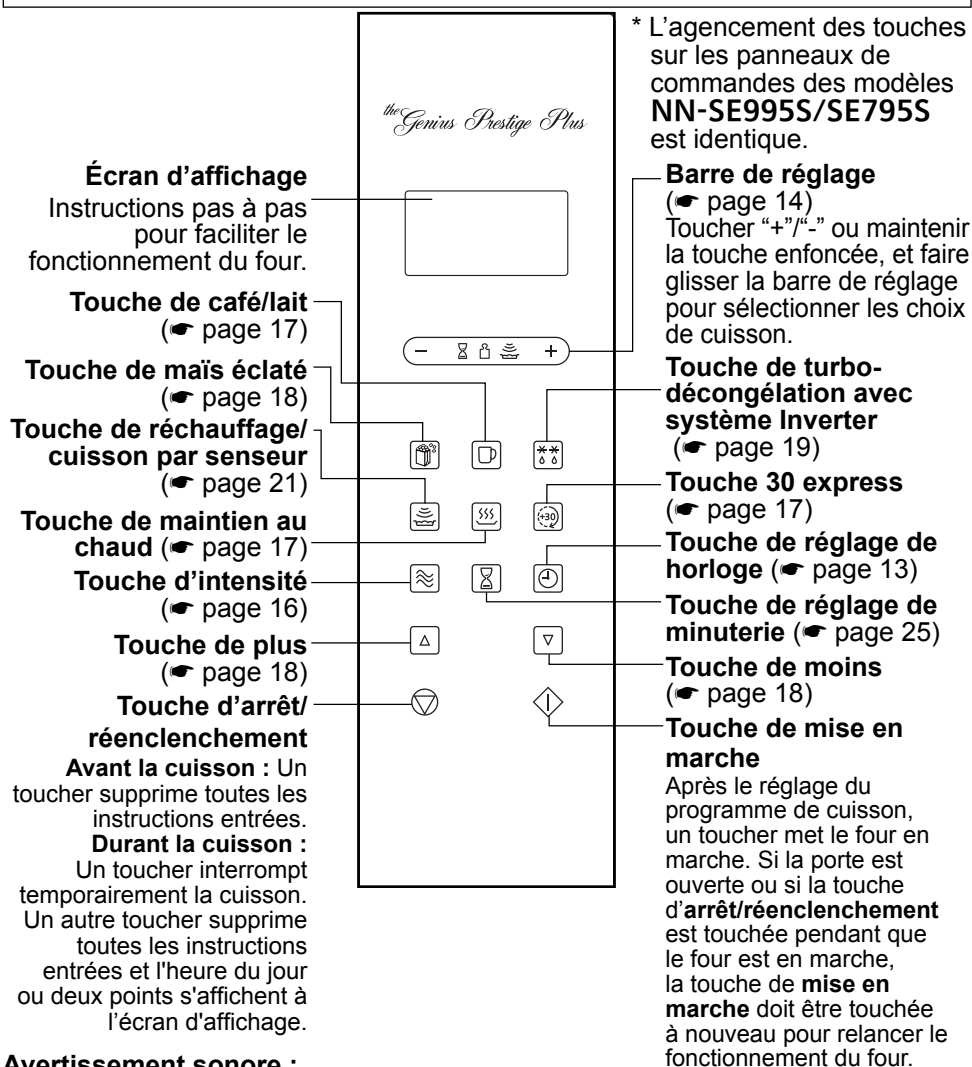 * L’agencement des touches
sur les panneaux de
commandes des modèles
NN-SE995S/SE795S
est identique.
the Genius Prestige Plus
Écran d’affichage
Instructions pas à pas
pour faciliter le
fonctionnement du four.
Touche de café/lait
(☛ page 17)
Touche de maïs éclaté
(☛ page 18)
Touche de réchauffage/
cuisson par senseur
(☛ page 21)
Touche de maintien au
chaud (☛ page 17)
Touche d’intensité
(☛ page 16)
Touche de plus
(☛ page 18)
Touche d’arrêt/
réenclenchement
Avant la cuisson : Un
toucher supprime toutes les
instructions entrées.
Durant la cuisson :
Un toucher interrompt
temporairement la cuisson.
Un autre toucher supprime
toutes les instructions
entrées et l'heure du jour
ou deux points s'affichent à
l’écran d'affichage.
Avertissement sonore :
- +
+30
Barre de réglage
(☛ page 14)
Toucher “+”/“-” ou maintenir
la touche enfoncée, et faire
glisser la barre de réglage
pour sélectionner les choix
de cuisson.
Touche de turbo-
décongélation avec
système Inverter
(☛ page 19)
Touche 30 express
(☛ page 17)
Touche de réglage de
horloge (☛ page 13)
Touche de réglage de
minuterie (☛ page 25)
Touche de moins
(☛ page 18)
Touche de mise en
marche
Après le réglage du
programme de cuisson,
un toucher met le four en
marche. Si la porte est
ouverte ou si la touche
d’arrêt/réenclenchement
est touchée pendant que
le four est en marche,
la touche de mise en
marche doit être touchée
à nouveau pour relancer le
fonctionnement du four.